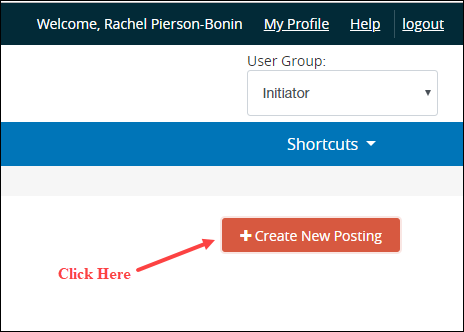 Welcome, Rachel Pierson-Bonin My Profile Help logout
User Group:
Initiator
Shortcuts
+ Create New Posting
Click Here